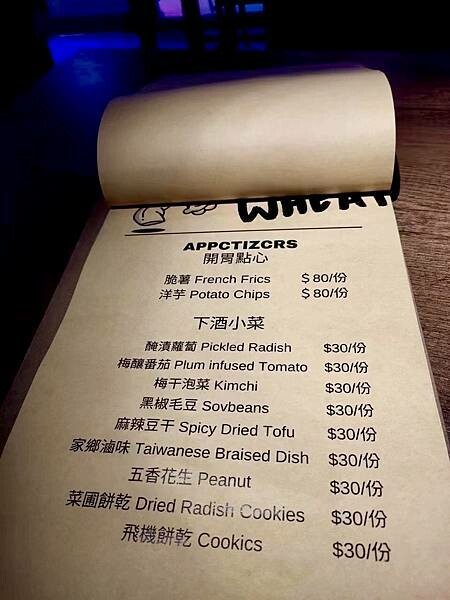 WHEAT
APPETIZERS
開胃點心
脆薯 French Fries $80/份
洋芋 Potato Chips $80/份
下酒小菜
醃漬蘿蔔 Pickled Radish $30/份
梅釀番茄 Plum infused Tomato $30/份
梅干泡菜 Kimchi $30/份
黑椒毛豆 Soybeans $30/份
麻辣豆干 Spicy Dried Tofu $30/份
家鄉滷味 Taiwanese Braised Dish $30/份
五香花生 Peanut $30/份
菜圃餅乾 Dried Radish Cookies $30/份
飛機餅乾 Cookies $30/份